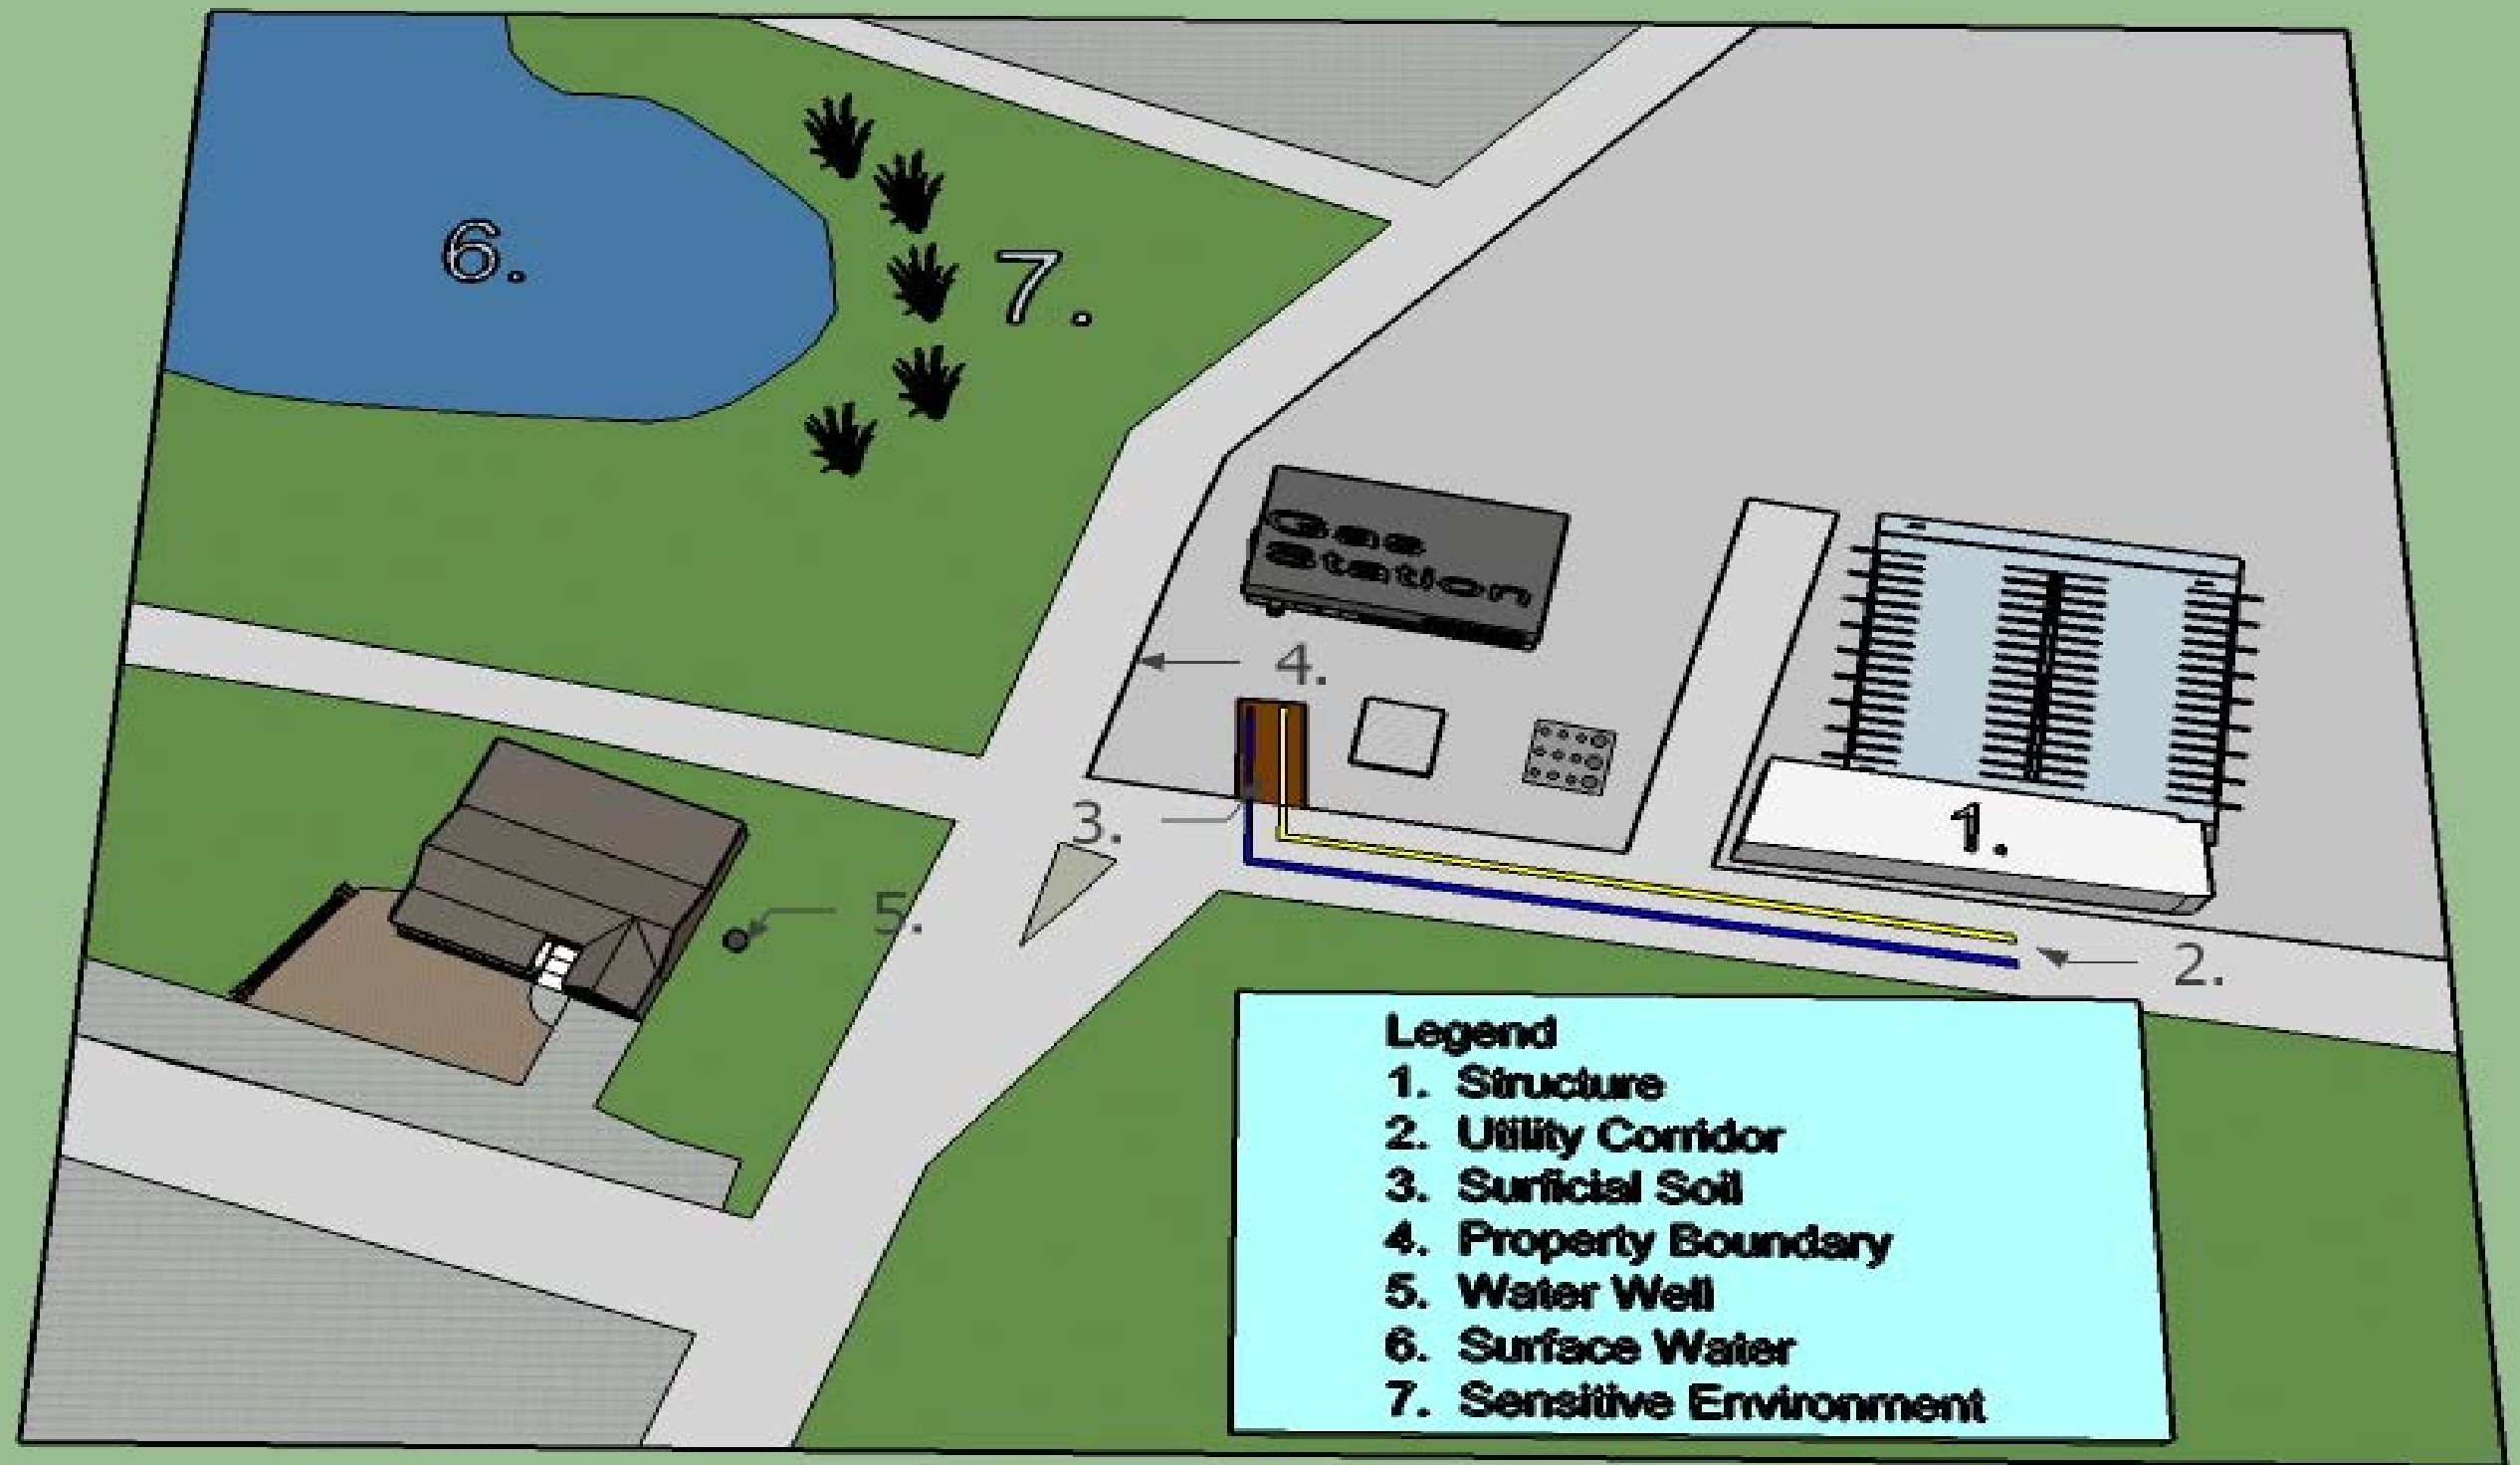 6.
7.
Gas
Station
4.
3.
1.
5.
2.
Legend
1. Structure
2. Utility Corridor
3. Surficial Soil
4. Property Boundary
5. Water Well
6. Surface Water
7. Sensitive Environment